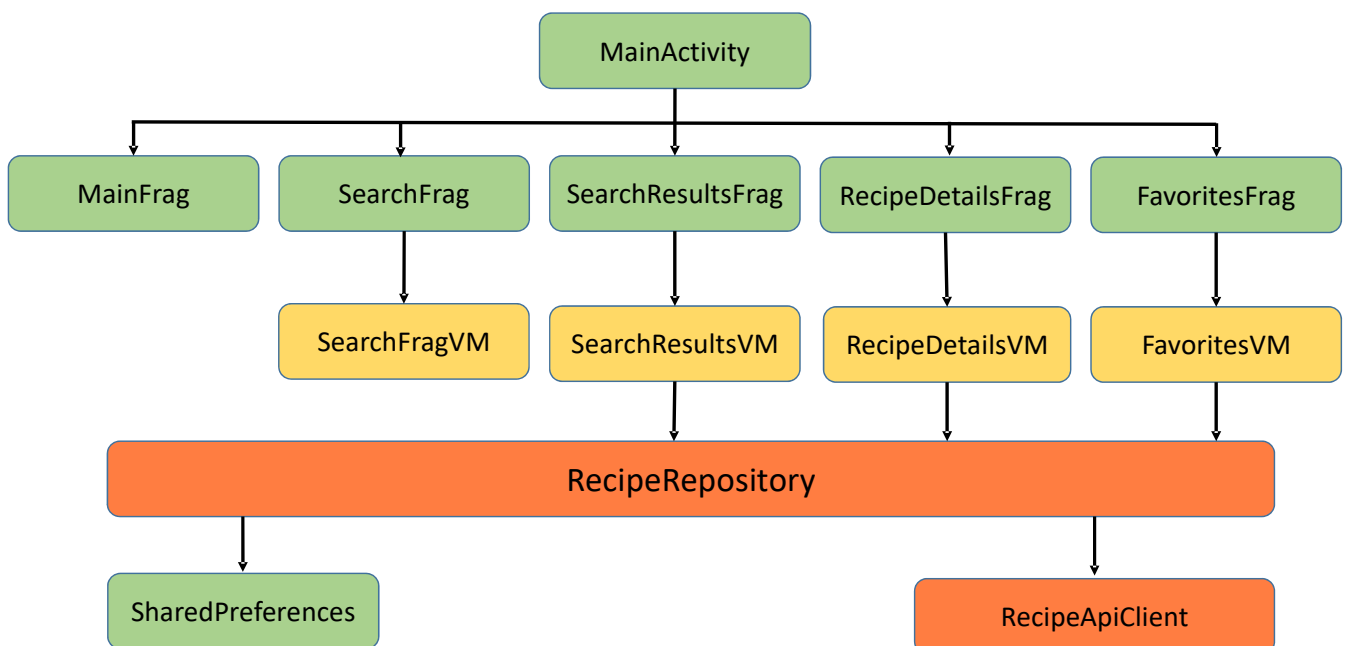 MainActivity
MainFrag
SearchFrag
SearchResultsFrag
RecipeDetailsFrag
FavoritesFrag
SearchFragVM
SearchResultsVM
RecipeDetailsVM
FavoritesVM
RecipeRepository
SharedPreferences
RecipeApiClient